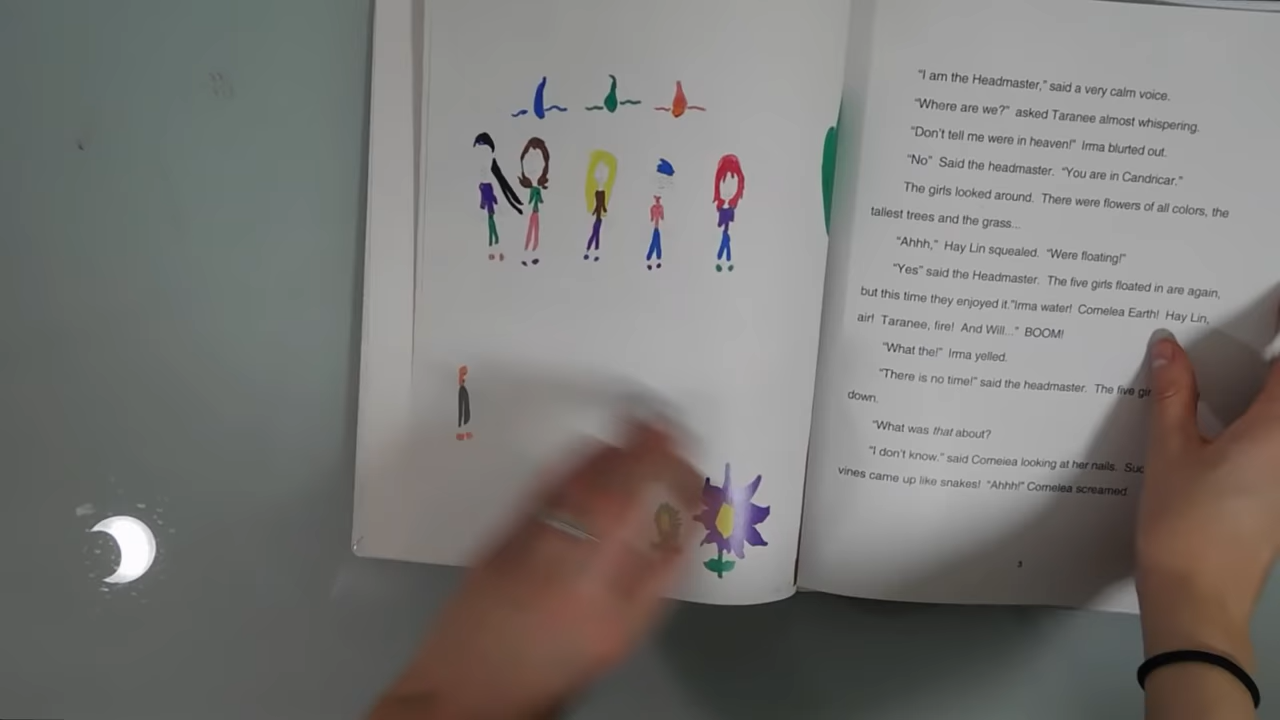 "I am the Headmaster," said a very calm voice.
"Where are we?" asked Taranee almost whispering.
"Don't tell me were in heaven!" Irma blurted out.
"No" Said the headmaster. "You are in Candricar."
The girls looked around. There were flowers of all colors, the
tallest trees and the grass...
"Ahhh," Hay Lin squealed. "Were floating!"
"Yes" said the Headmaster. The five girls floated in are again,
but this time they enjoyed it."Irma water! Cornelea Earth! Hay Lin,
air! Taranee, fire! And Will..." BOOM!
"What the!" Irma yelled.
"There is no time!" said the headmaster. The five gir
down.
"What was that about?
"I don't know." said Corneiea looking at her nails. Suc
vines came up like snakes! "Ahhh!" Cornelea screamed.
3